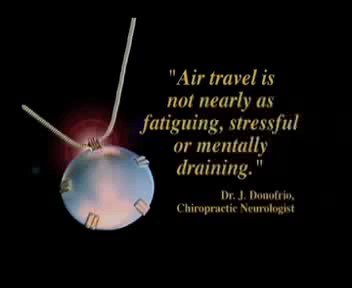 "Air travel is
not nearly as
fatiguing, stressful
or mentally
draining."
Dr. J. Donofrio,
Chiropractic Neurologist